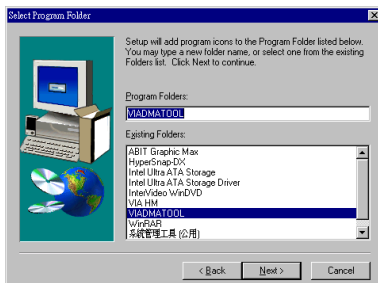 Select Program Folder
Setup will add program icons to the Program Folder listed below.
You may type a new folder name, or select one from the existing
Folders list. Click Next to continue.
Program Folders:
VIADMATOOL
Existing Folders:
ABIT Graphic Max
HyperSnap-DX
Intel Ultra ATA Storage
Intel Ultra ATA Storage Driver
InterVideo WinDVD
VIA HM
VIADMATOOL
WinRAR
系統管理工具 (公用)
< Back
Next >
Cancel